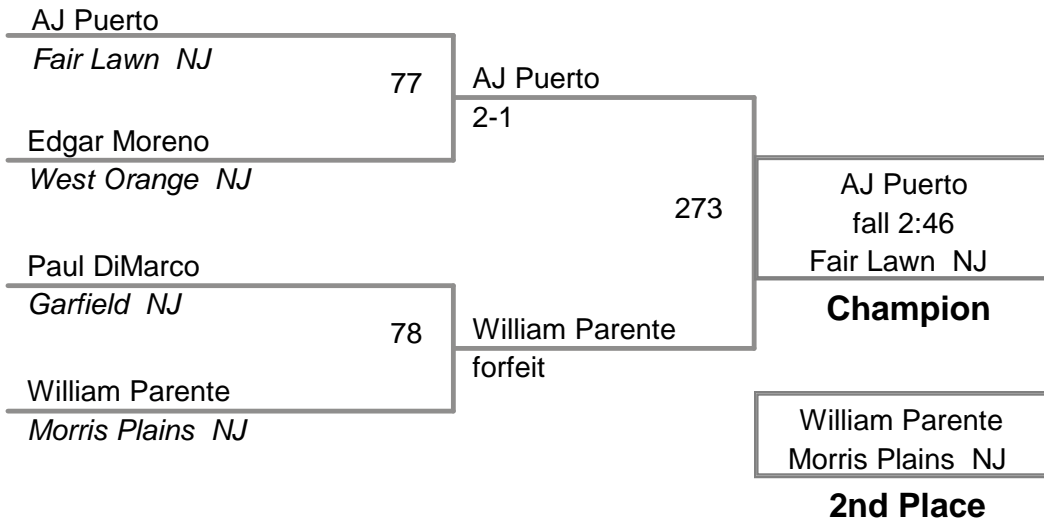 AJ Puerto
Fair Lawn NJ
77
AJ Puerto
2-1
Edgar Moreno
West Orange NJ
273
AJ Puerto
fall 2:46
Fair Lawn NJ
Champion
Paul DiMarco
Garfield NJ
78
William Parente
forfeit
William Parente
Morris Plains NJ
William Parente
Morris Plains NJ
2nd Place